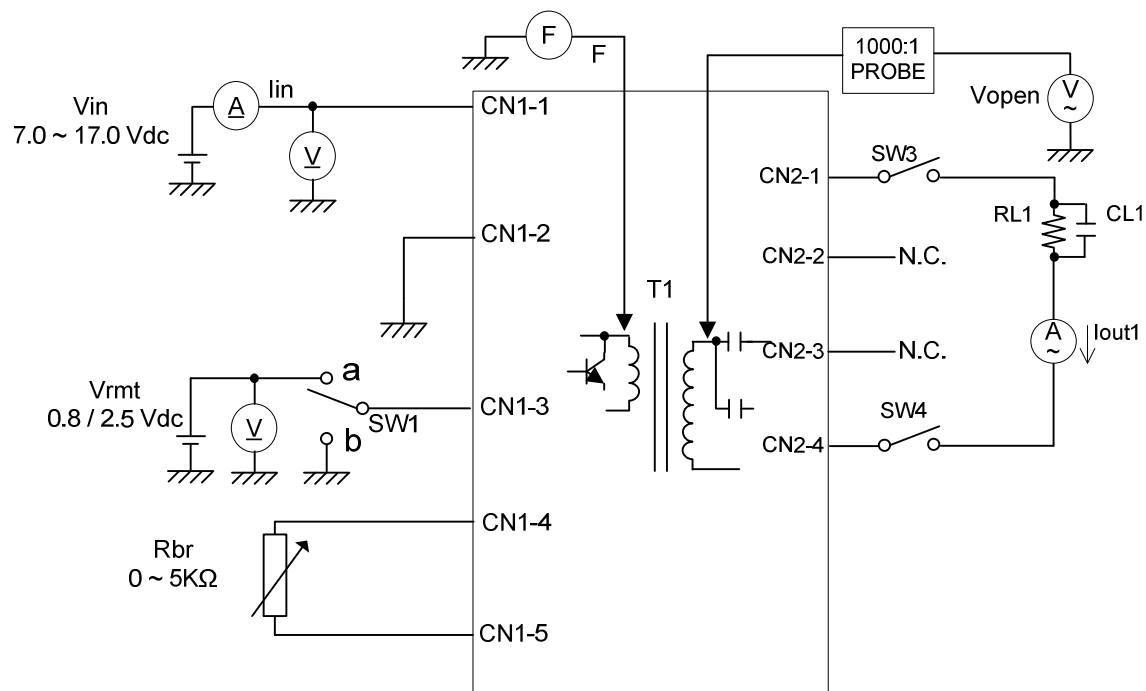 F
F
1000:1
PROBE
Vin
7.0 ~ 17.0 Vdc
A
Iin
CN1-1
V
Vopen
V
~
CN2-1
SW3
RL1
CL1
CN1-2
CN2-2
N.C.
T1
A
~
Iout1
CN2-3
N.C.
Vrmt
0.8 / 2.5 Vdc
V
a
SW1
b
CN1-3
CN2-4
SW4
Rbr
0 ~ 5KΩ
CN1-4
CN1-5